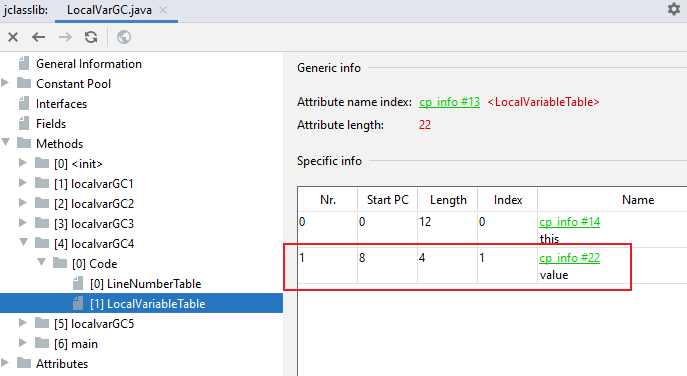 jclasslib: LocalVarGC.java
General Information
Constant Pool
Interfaces
Fields
Methods
[0] <init>
[1] localvarGC1
[2] localvarGC2
[3] localvarGC3
[4] localvarGC4
[0] Code
[0] LineNumberTable
[1] LocalVariableTable
[5] localvarGC5
[6] main
Attributes
Generic info
Attribute name index: cp_info #13 <LocalVariableTable>
Attribute length: 22
Specific info
Nr. Start PC Length Index Name
0 0 12 0 cp_info #14
this
1 8 4 1 cp_info #22
value